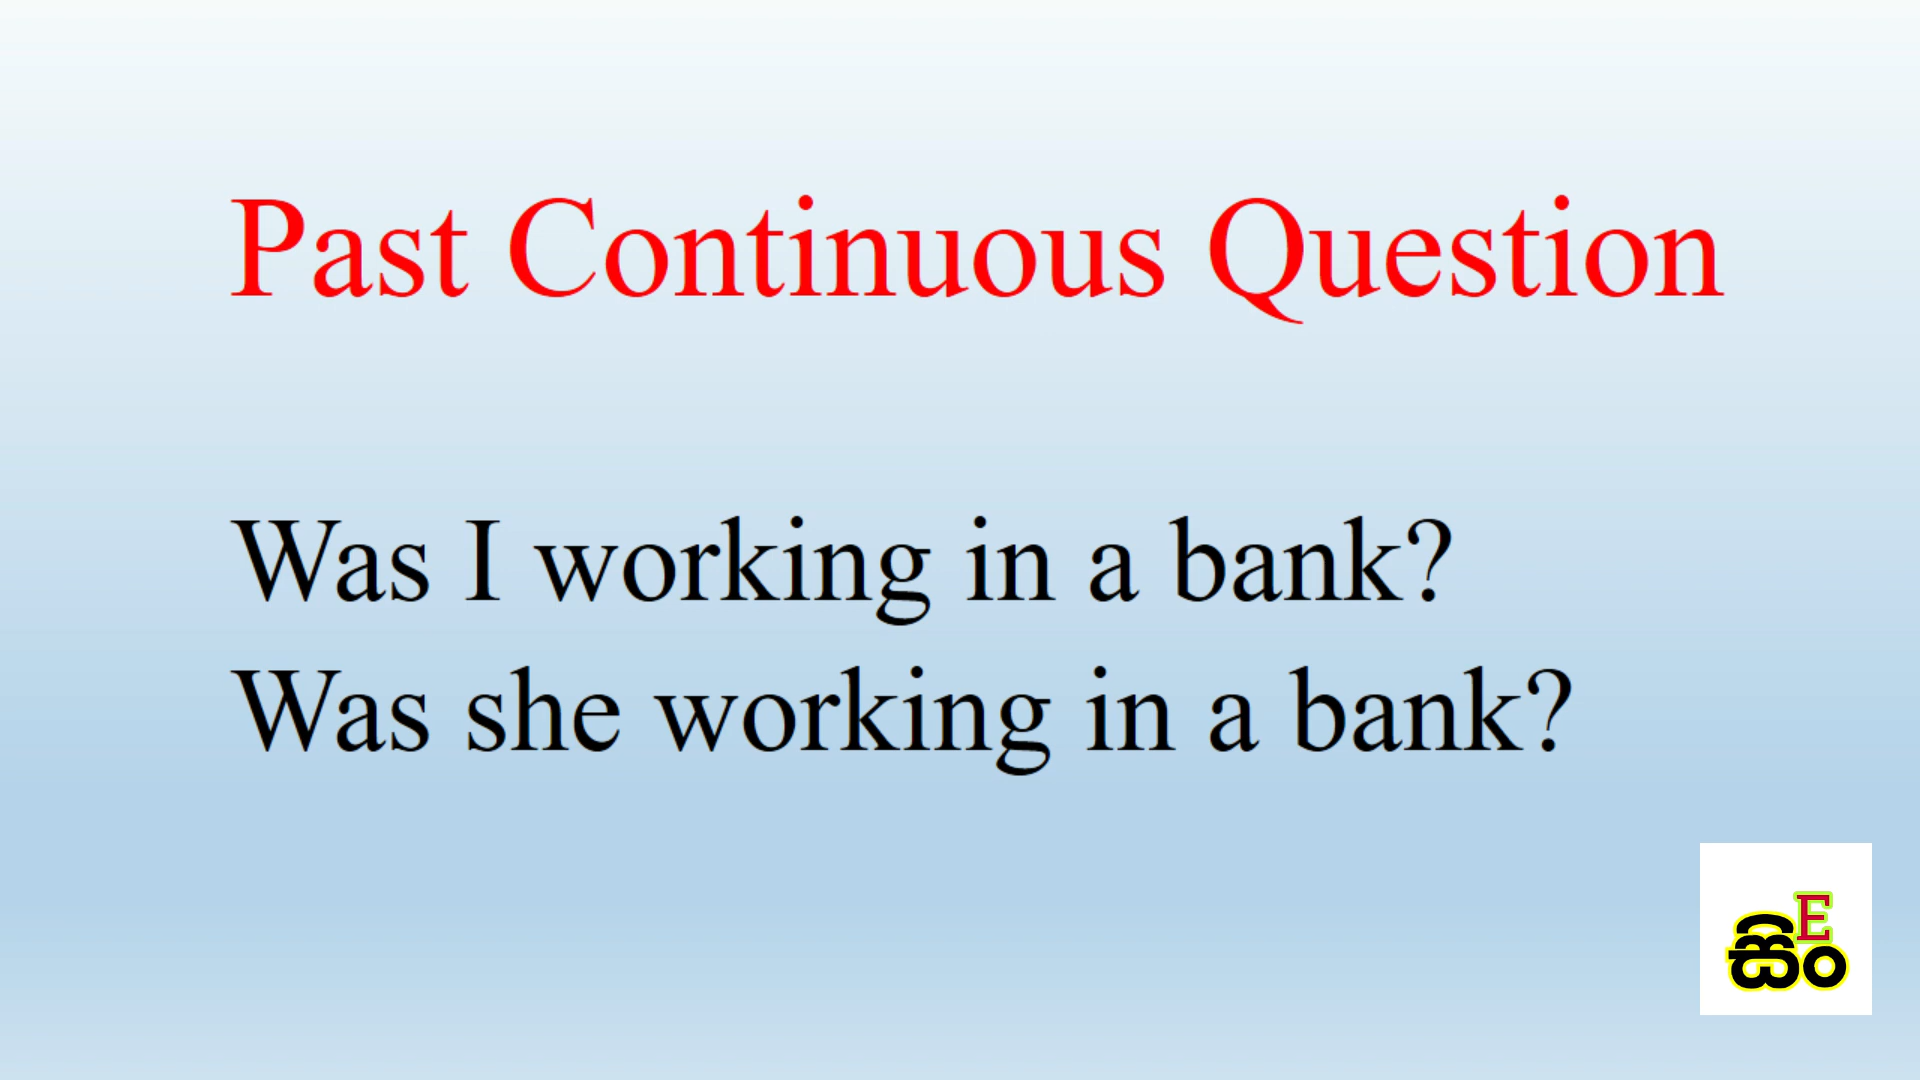 Past Continuous Question
Was I working in a bank?
Was she working in a bank?
E
සිං